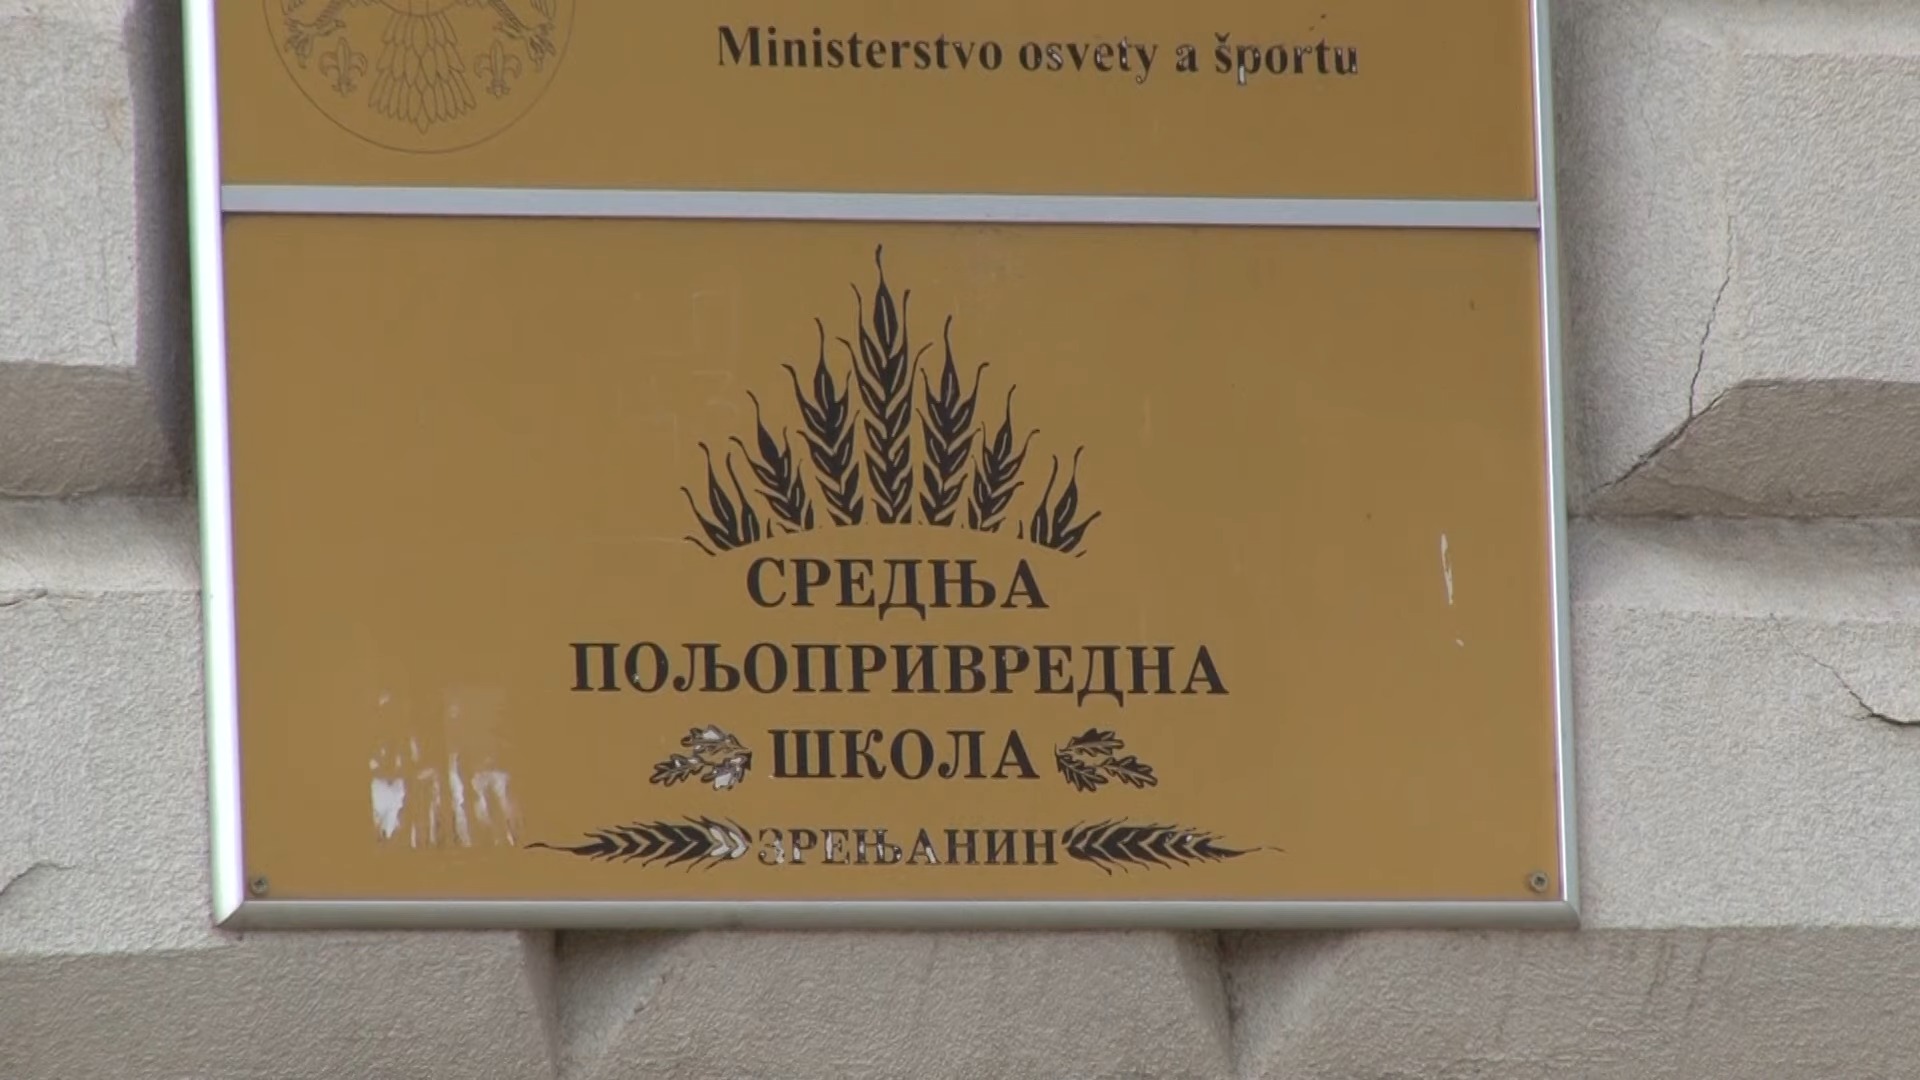 Ministerstvo osvety a športu
СРЕДЊА
ПОЉОПРИВРЕДНА
ШКОЛА
ЗРЕЊАНИН